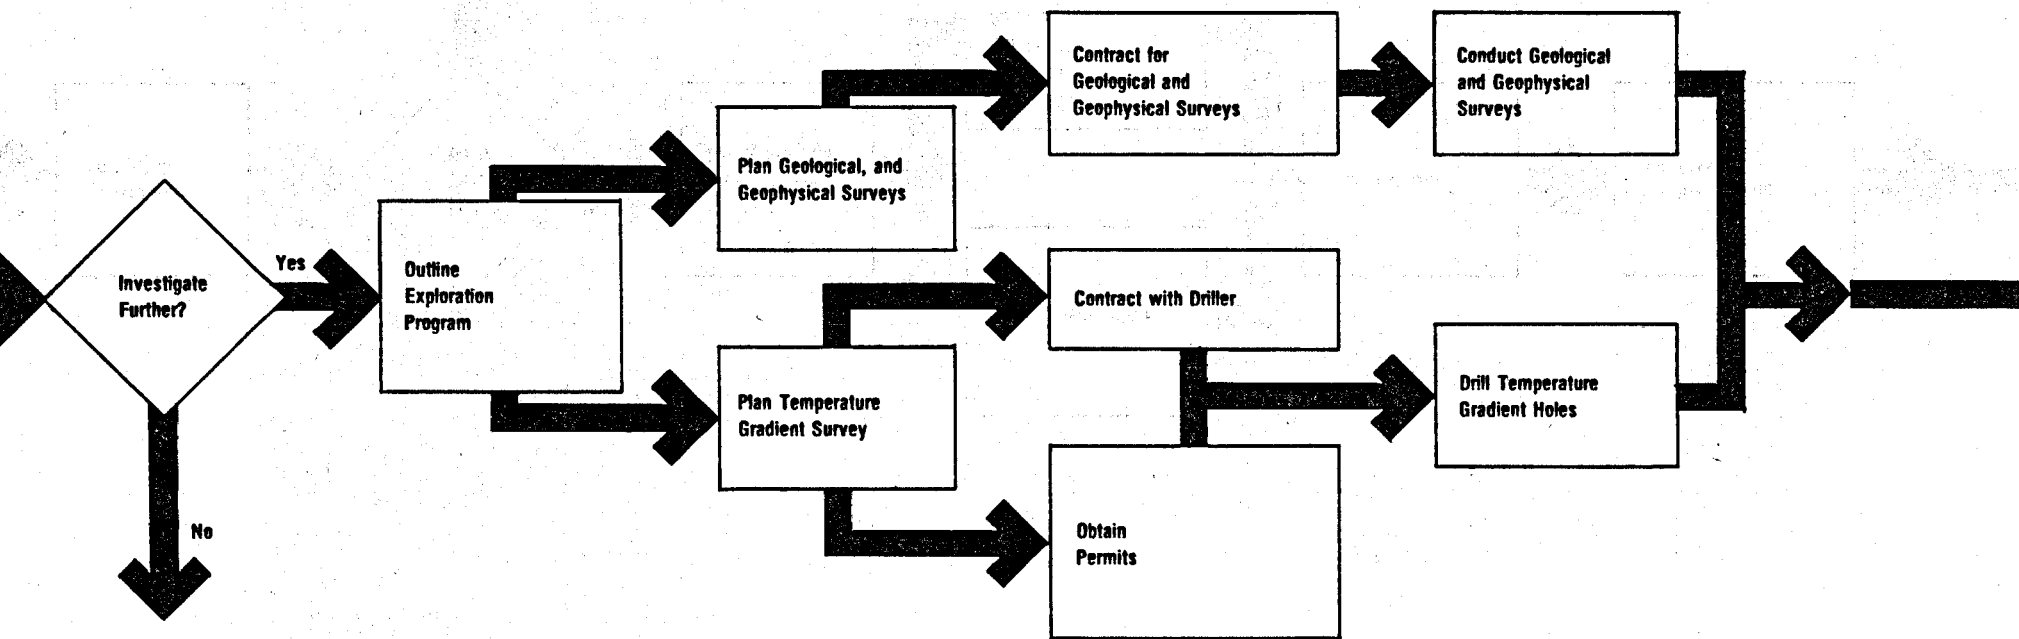 Investigate
Further?
Yes
No
Outline
Exploration
Program
Plan Geological, and
Geophysical Surveys
Plan Temperature
Gradient Survey
Contract for
Geological and
Geophysical Surveys
Contract with Driller
Obtain
Permits
Conduct Geological
and Geophysical
Surveys
Drill Temperature
Gradient Holes